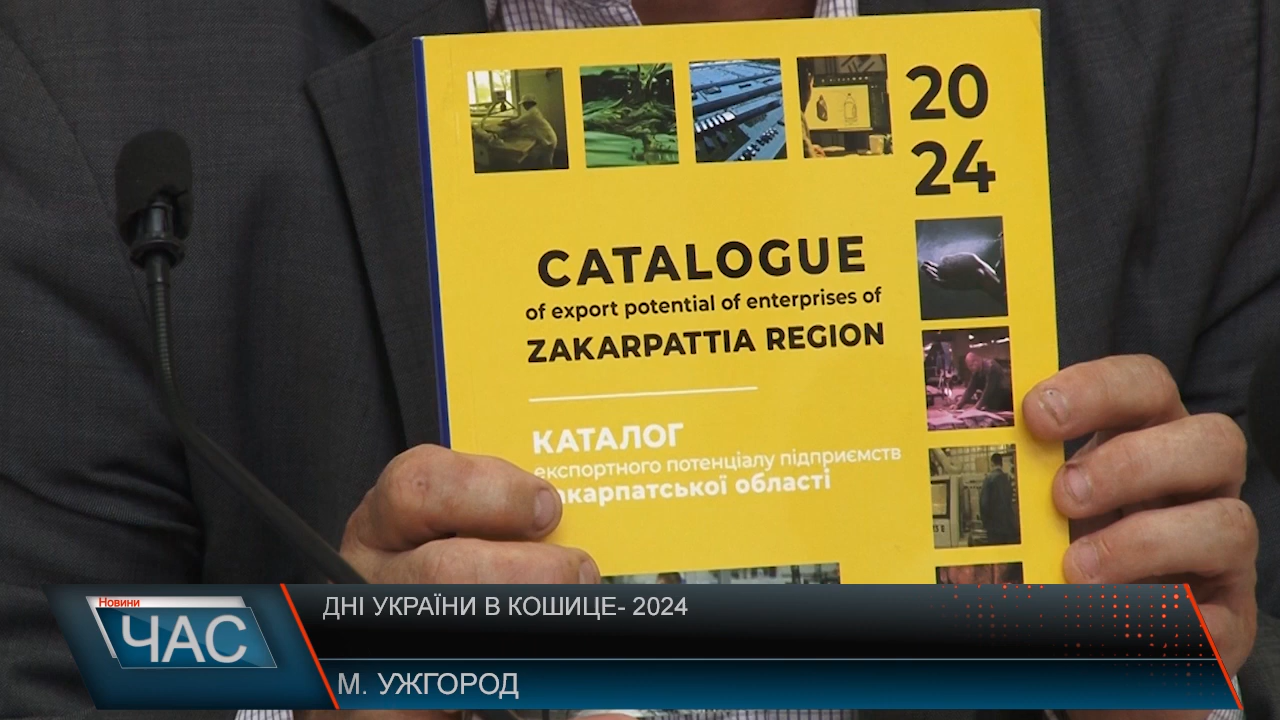 20
24
CATALOGUE
of export potential of enterprises of
ZAKARPATTIA REGION
КАТАЛОГ
експортного потенціалу підприємств
акарпатської області
Новини
ЧАС
ДНІ УКРАЇНИ В КОШИЦЕ- 2024
М. УЖГОРОД